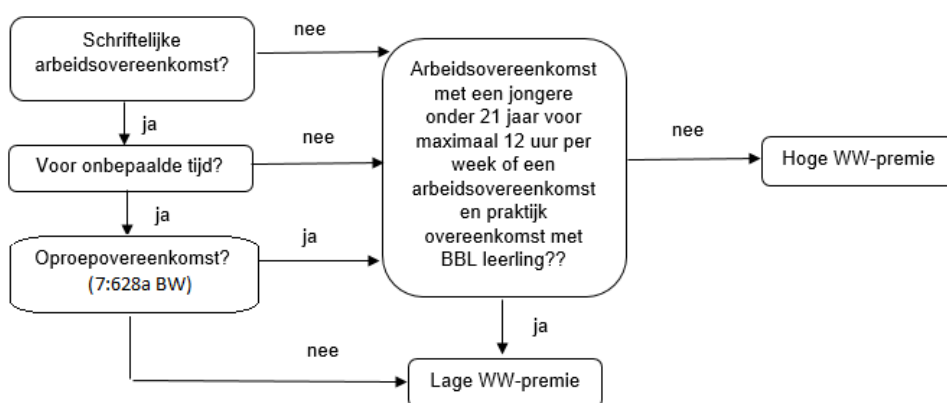 Schriftelijke
arbeidsovereenkomst?
nee
ja
Voor onbepaalde tijd?
nee
ja
Oproepovereenkomst?
(7:628a BW)
ja
nee
Arbeidsovereenkomst
met een jongere
onder 21 jaar voor
maximaal 12 uur per
week of een
arbeidsovereenkomst
en praktijk
overeenkomst met
BBL leerling??
nee
Hoge WW-premie
ja
Lage WW-premie